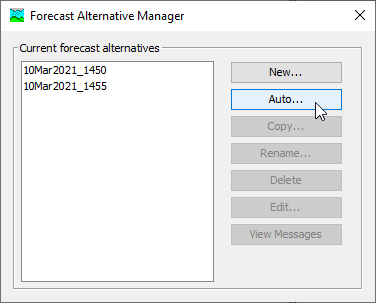 Forecast Alternative Manager
Current forecast alternatives
10Mar2021_1450
10Mar2021_1455
New...
Auto...
Copy...
Rename...
Delete
Edit...
View Messages